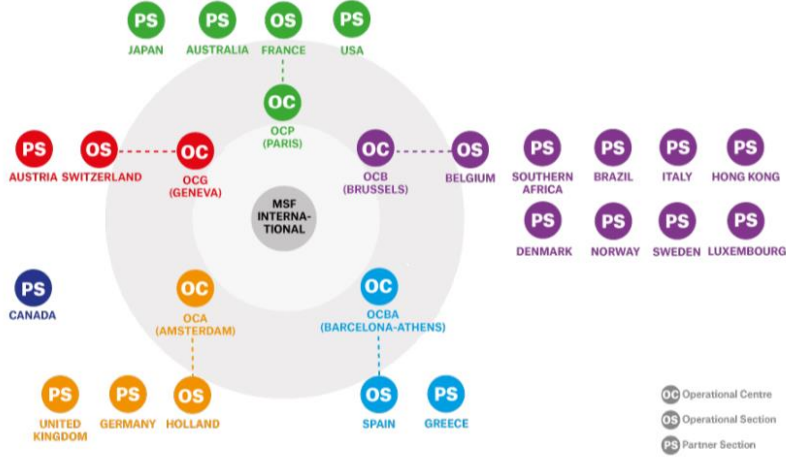 PS PS OS PS
JAPAN AUSTRALIA FRANCE USA
OC
OCP
(PARIS)
PS OS OC OC OS PS PS PS PS
AUSTRIA SWITZERLAND OCG
(GENEVA)
OCB
(BRUSSELS)
BELGIUM SOUTHERN
AFRICA
BRAZIL ITALY HONG KONG
MSF
INTERNA-
TIONAL
PS PS PS PS
DENMARK NORWAY SWEDEN LUXEMBOURG
PS OC OC
CANADA
OCA
(AMSTERDAM)
OCBA
(BARCELONA-ATHENS)
PS PS OS OS PS
UNITED
KINGDOM
GERMANY HOLLAND SPAIN GREECE
OC Operational Centre
OS Operational Section
PS Partner Section